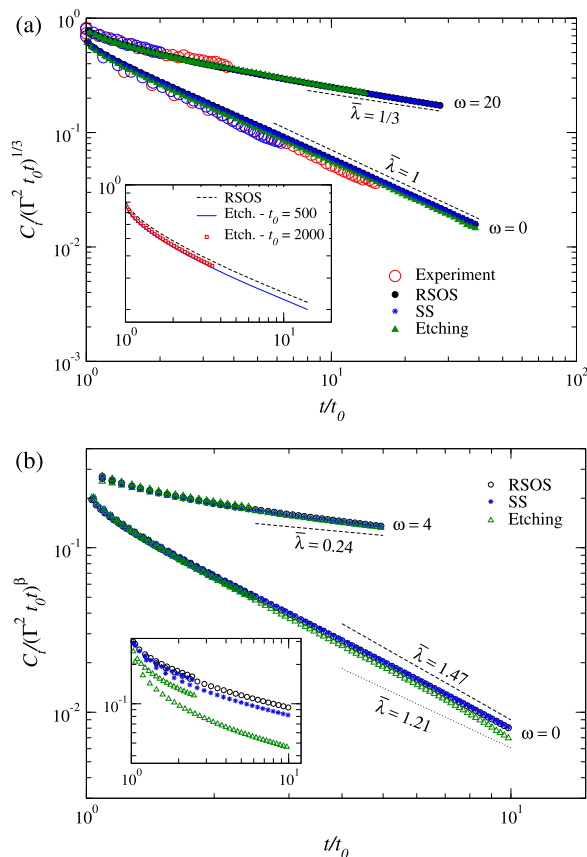 (a)
10^0
10^-1
10^-2
10^-3
C_t/(Γ^2 t_0t)^1/3
λ̄ = 1/3
ω = 20
λ̄ = 1
ω = 0
10^0
RSOS
Etch. - t_0 = 500
Etch. - t_0 = 2000
10^0
10^1
Experiment
RSOS
SS
Etching
10^0
10^1
10^2
t/t_0
(b)
10^-1
10^-2
C_t/(Γ^2 t_0t)^β
RSOS
SS
Etching
ω = 4
λ̄ = 0.24
λ̄ = 1.47
λ̄ = 1.21
ω = 0
10^-1
10^0
10^1
10^0
10^1
t/t_0